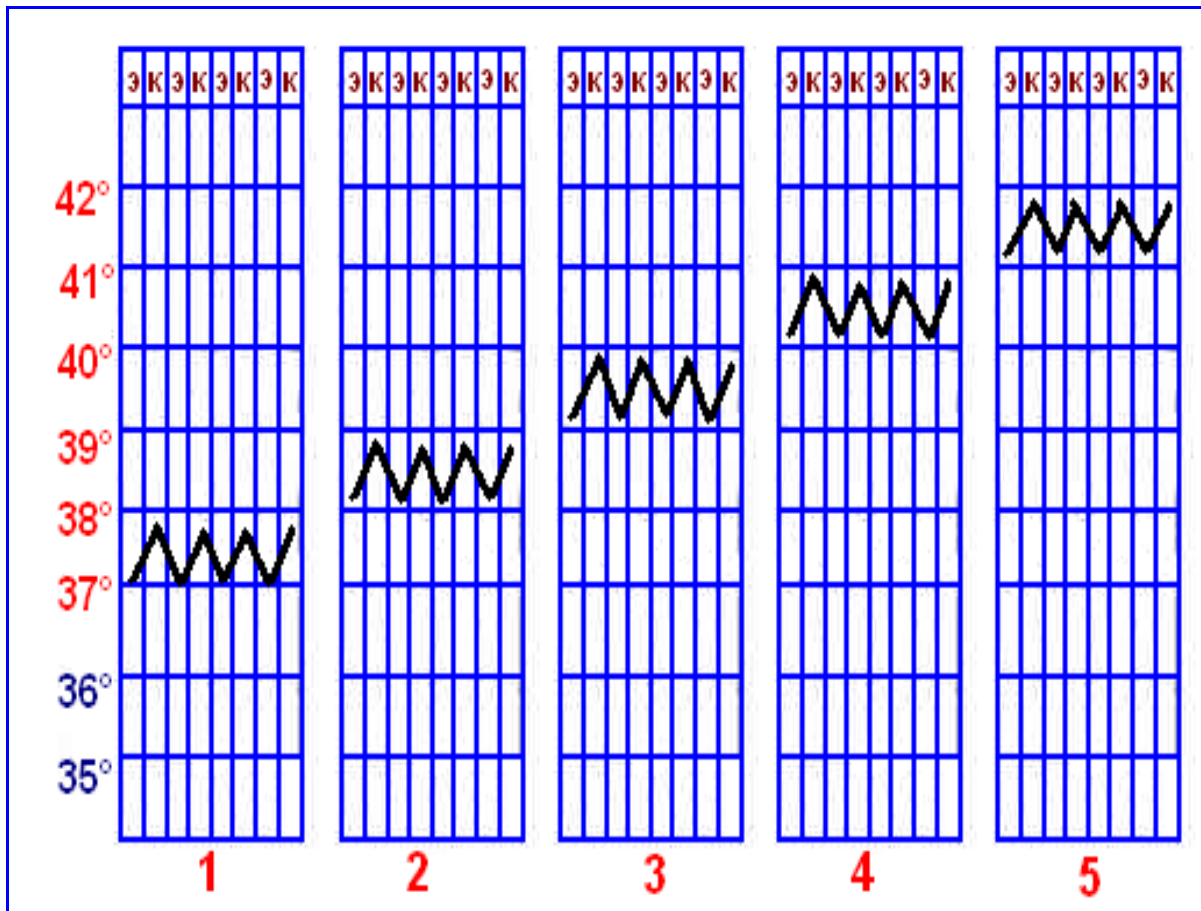 Э К Э К Э К Э К
Э К Э К Э К Э К
Э К Э К Э К Э К
Э К Э К Э К Э К
Э К Э К Э К Э К
42°
41°
40°
39°
38°
37°
36°
35°
1 2 3 4 5